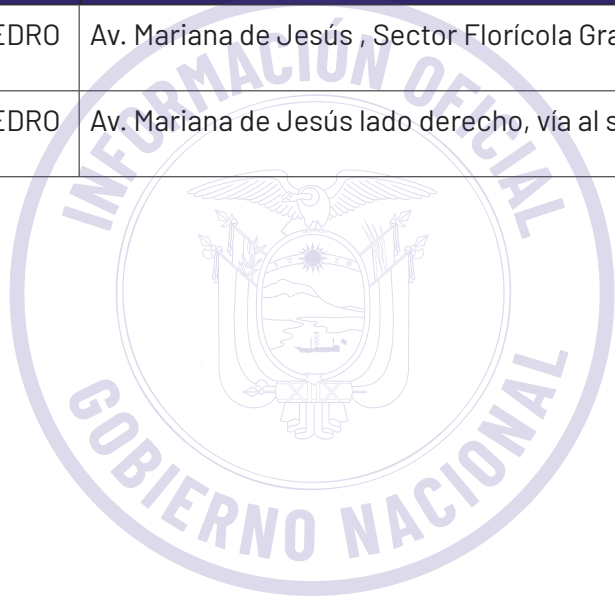 EDRO Av. Mariana de Jesús , Sector Florícola Gra
EDRO Av. Mariana de Jesús lado derecho, vía al s
INFORMACIÓN OFICIAL
GOBIERNO NACIONAL